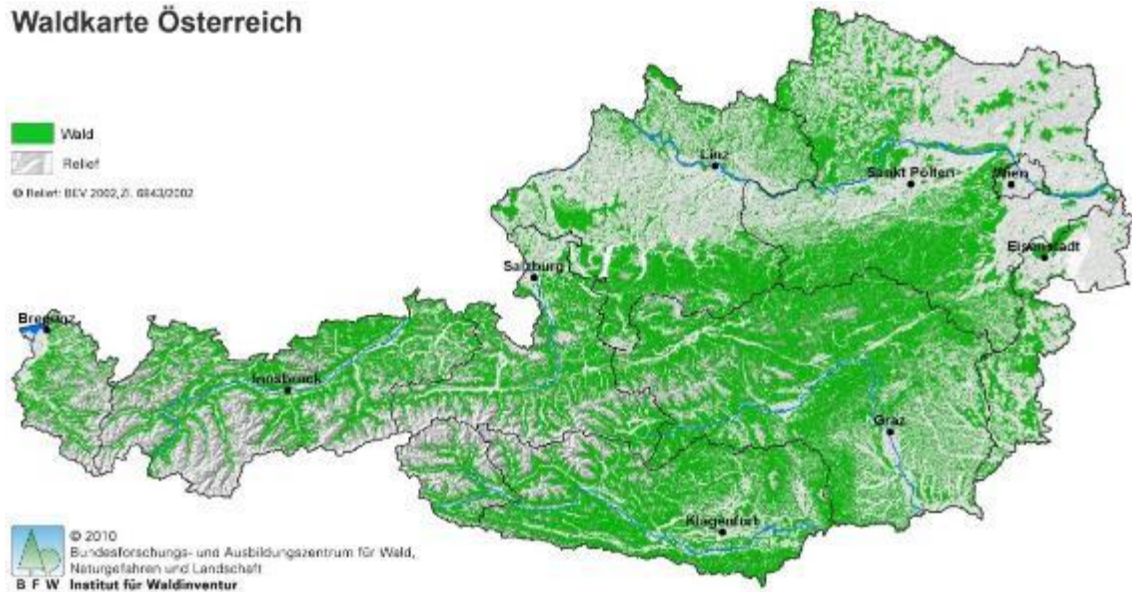 Waldkarte Österreich
Wald
Relief
© Relief: BEV 2002, Zl. 6843/2002
Linz
Sankt Pölten
Wien
Eisenstadt
Salzburg
Bregenz
Innsbruck
Graz
Klagenfurt
© 2010
Bundesforschungs- und Ausbildungszentrum für Wald,
Naturgefahren und Landschaft
BFW Institut für Waldinventur